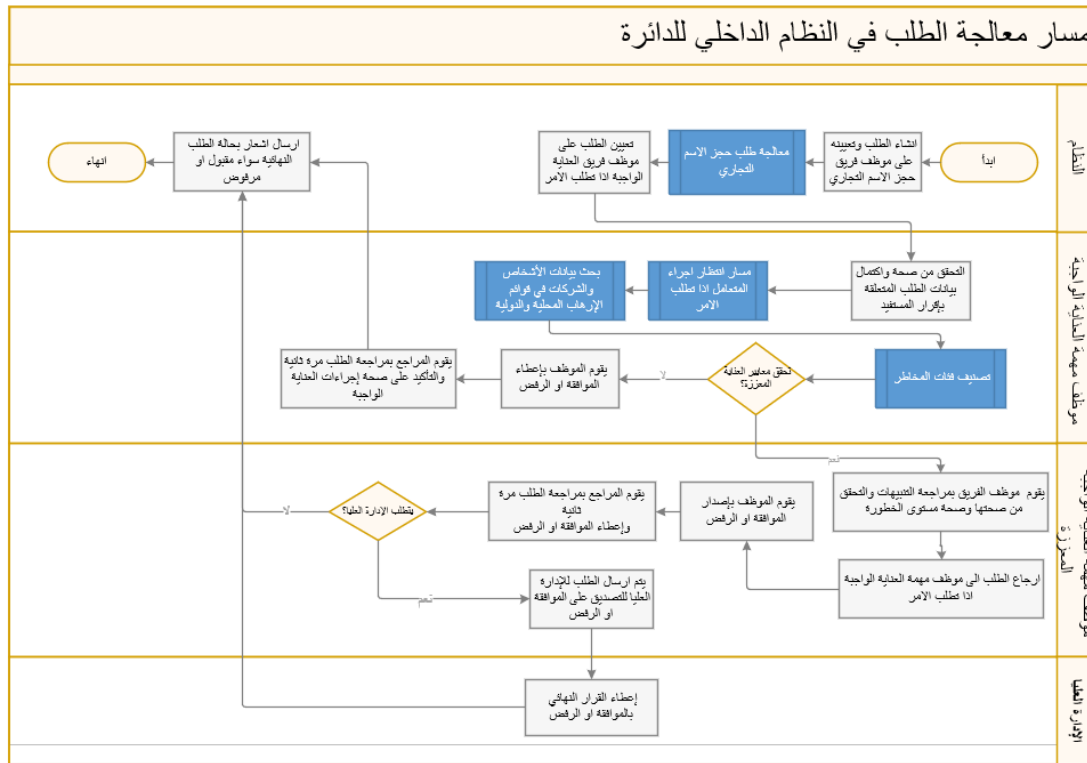 مسار معالجة الطلب في النظام الداخلي للدائرة
النظام
ابدأ
انشاء الطلب وتعيينه
على موظف فريق
حجز الاسم التجاري
معالجة طلب حجز الاسم
التجاري
تعيين الطلب على
موظف فريق العناية
الواجبة اذا تطلب الامر
ارسال اشعار بحالة الطلب
النهائية سواء مقبول او
مرفوض
انهاء
موظف مهمة العناية الواجبة
التحقق من صحة واكتمال
بيانات الطلب المتعلقة
بإقرار المستفيد
مسار انتظار اجراء
المتعامل اذا تطلب
الامر
بحث بيانات الأشخاص
والشركات في قوائم
الإرهاب المحلية والدولية
تصنيف فئات المخاطر
تحقق معايير العناية
المعززة؟
لا
يقوم الموظف بإعطاء
الموافقة او الرفض
يقوم المراجع بمراجعة الطلب مرة ثانية
والتأكيد على صحة إجراءات العناية
الواجبة
نعم
موظف مهمة العناية الواجبة
المعززة
يقوم موظف الفريق بمراجعة التنبيهات والتحقق
من صحتها وصحة مستوى الخطورة
ارجاع الطلب الى موظف مهمة العناية الواجبة
اذا تطلب الامر
يقوم الموظف بإصدار
الموافقة او الرفض
يقوم المراجع بمراجعة الطلب مرة
ثانية
وإعطاء الموافقة او الرفض
يتطلب الإدارة العليا؟
لا
نعم
يتم ارسال الطلب للإدارة
العليا للتصديق على الموافقة
او الرفض
الإدارة العليا
إعطاء القرار النهائي
بالموافقة او الرفض